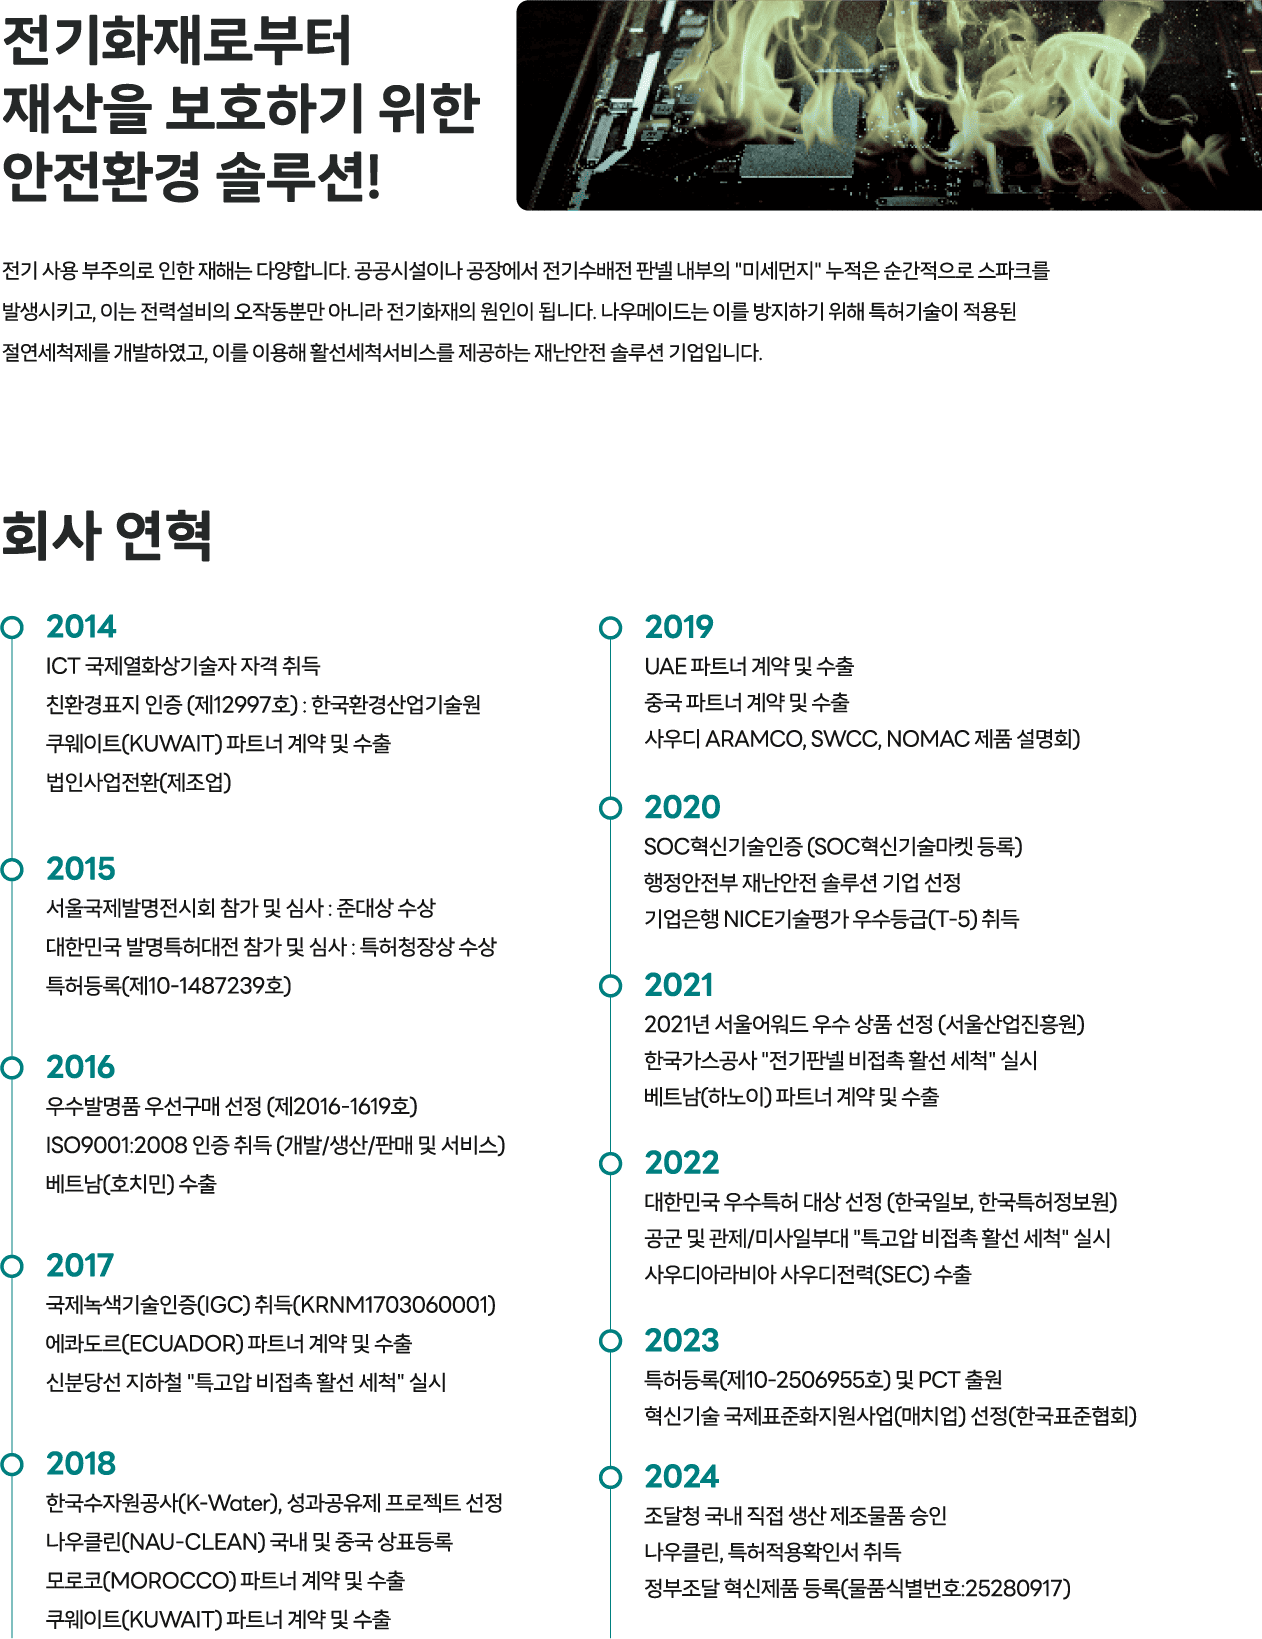 전기화재로부터
재산을 보호하기 위한
안전환경 솔루션!
전기 사용 부주의로 인한 재해는 다양합니다. 공공시설이나 공장에서 전기수배전 판넬 내부의 "미세먼지" 누적은 순간적으로 스파크를
발생시키고, 이는 전력설비의 오작동뿐만 아니라 전기화재의 원인이 됩니다. 나우메이드는 이를 방지하기 위해 특허기술이 적용된
절연세척제를 개발하였고, 이를 이용해 활선세척서비스를 제공하는 재난안전 솔루션 기업입니다.
회사 연혁
2014
ICT 국제열화상기술자 자격 취득
친환경표지 인증 (제12997호) : 한국환경산업기술원
쿠웨이트(KUWAIT) 파트너 계약 및 수출
법인사업전환(제조업)
2015
서울국제발명전시회 참가 및 심사 : 준대상 수상
대한민국 발명특허대전 참가 및 심사 : 특허청장상 수상
특허등록(제10-1487239호)
2016
우수발명품 우선구매 선정 (제2016-1619호)
ISO9001:2008 인증 취득 (개발/생산/판매 및 서비스)
베트남(호치민) 수출
2017
국제녹색기술인증(IGC) 취득(KRNM1703060001)
에콰도르(ECUADOR) 파트너 계약 및 수출
신분당선 지하철 "특고압 비접촉 활선 세척" 실시
2018
한국수자원공사(K-Water), 성과공유제 프로젝트 선정
나우클린(NAU-CLEAN) 국내 및 중국 상표등록
모로코(MOROCCO) 파트너 계약 및 수출
쿠웨이트(KUWAIT) 파트너 계약 및 수출
2019
UAE 파트너 계약 및 수출
중국 파트너 계약 및 수출
사우디 ARAMCO, SWCC, NOMAC 제품 설명회)
2020
SOC혁신기술인증 (SOC혁신기술마켓 등록)
행정안전부 재난안전 솔루션 기업 선정
기업은행 NICE기술평가 우수등급(T-5) 취득
2021
2021년 서울어워드 우수 상품 선정 (서울산업진흥원)
한국가스공사 "전기판넬 비접촉 활선 세척" 실시
베트남(하노이) 파트너 계약 및 수출
2022
대한민국 우수특허 대상 선정 (한국일보, 한국특허정보원)
공군 및 관제/미사일부대 "특고압 비접촉 활선 세척" 실시
사우디아라비아 사우디전력(SEC) 수출
2023
특허등록(제10-2506955호) 및 PCT 출원
혁신기술 국제표준화지원사업(매치업) 선정(한국표준협회)
2024
조달청 국내 직접 생산 제조물품 승인
나우클린, 특허적용확인서 취득
정부조달 혁신제품 등록(물품식별번호:25280917)